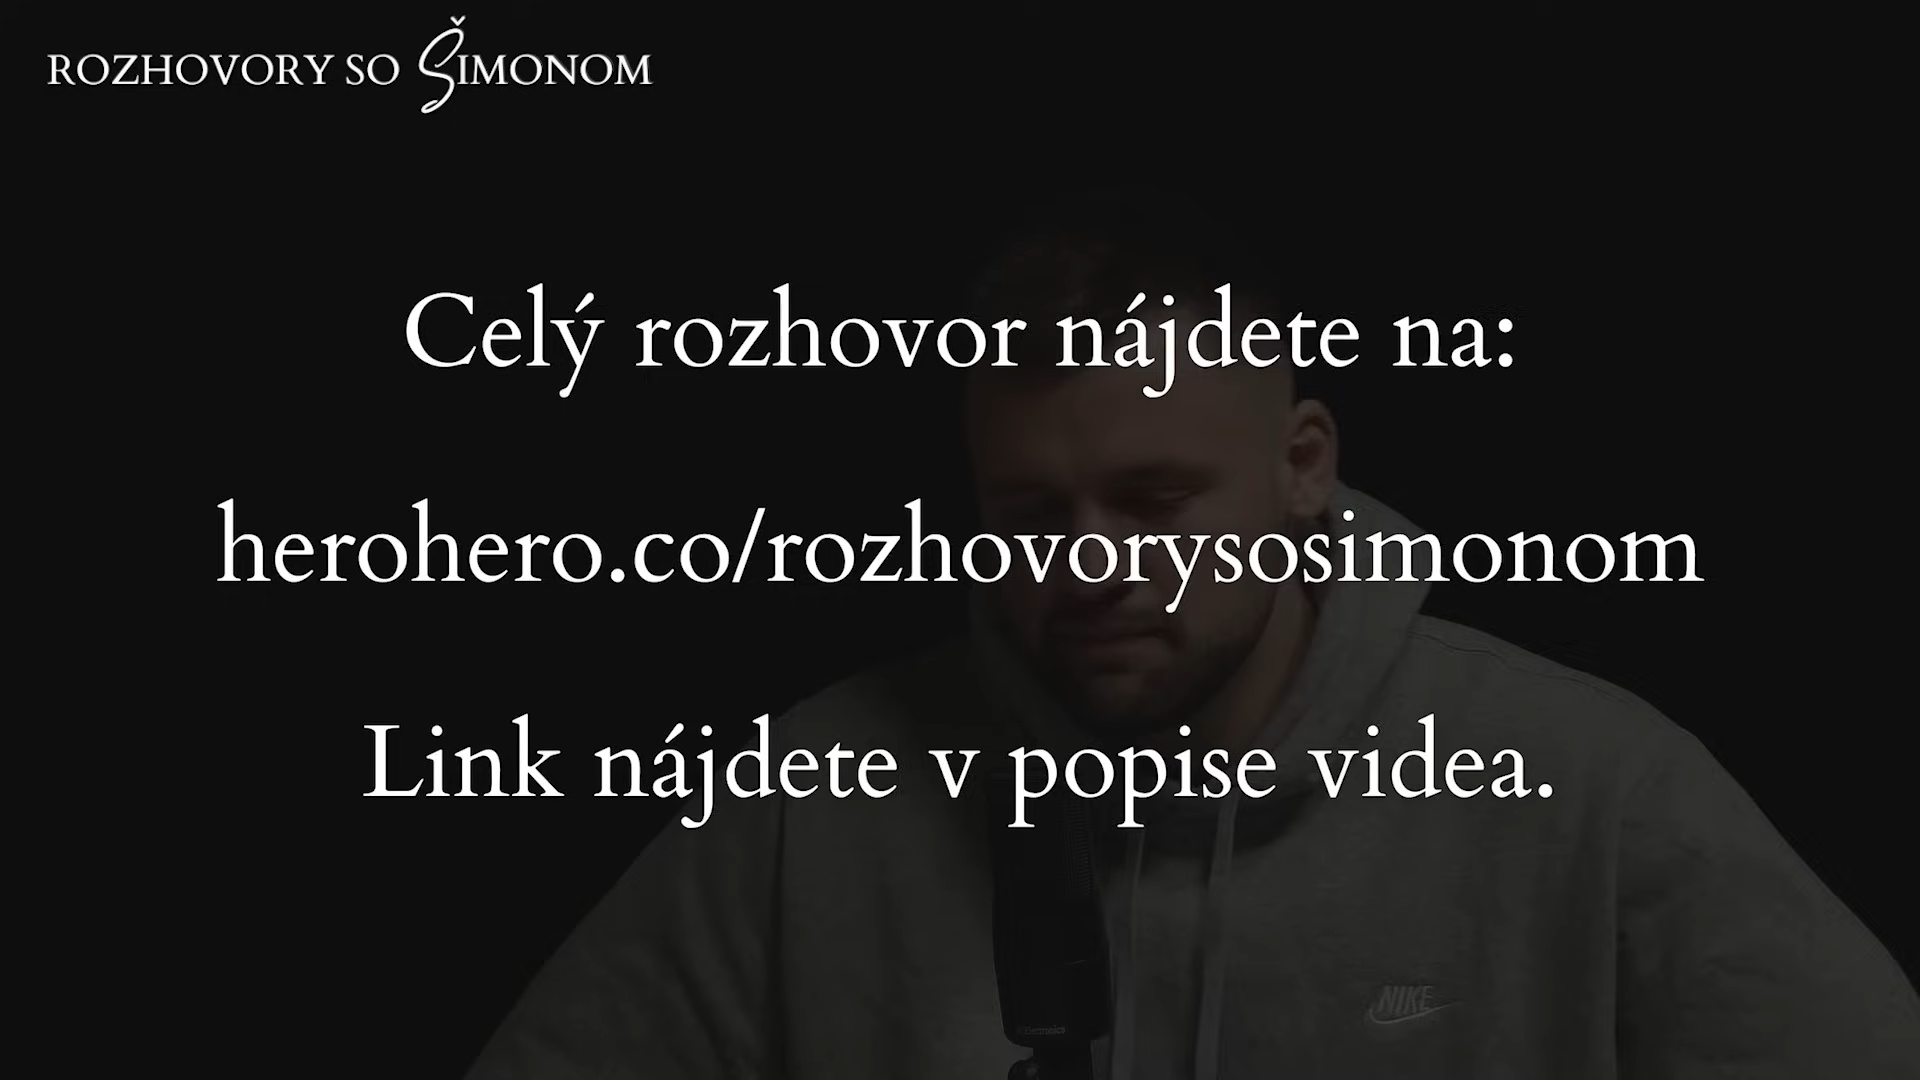 ROZHOVORY SO ŠIMONOM
Celý rozhovor nájdete na:
herohero.co/rozhovorysosimonom
Link nájdete v popise videa.
NIKE